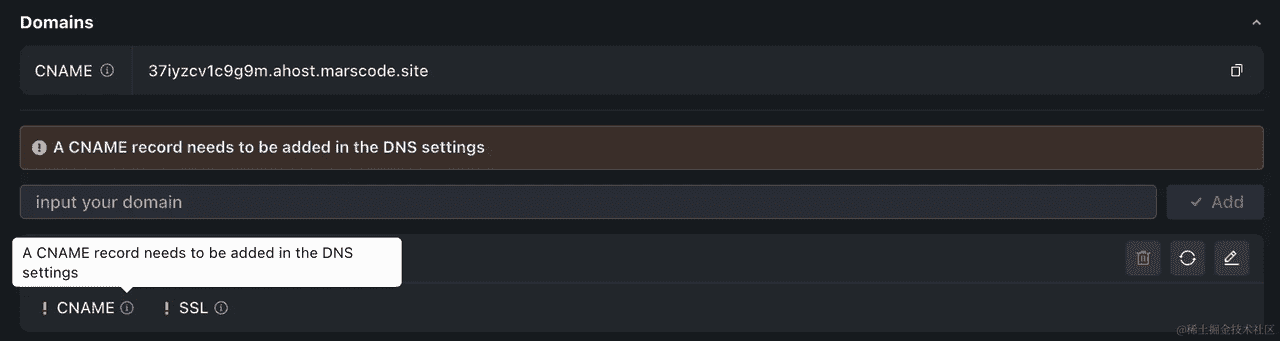 Domains
CNAME
37iyzcv1c9g9m.ahost.marscode.site
A CNAME record needs to be added in the DNS settings
input your domain
Add
A CNAME record needs to be added in the DNS
settings
! CNAME
! SSL
@稀土掘金技术社区